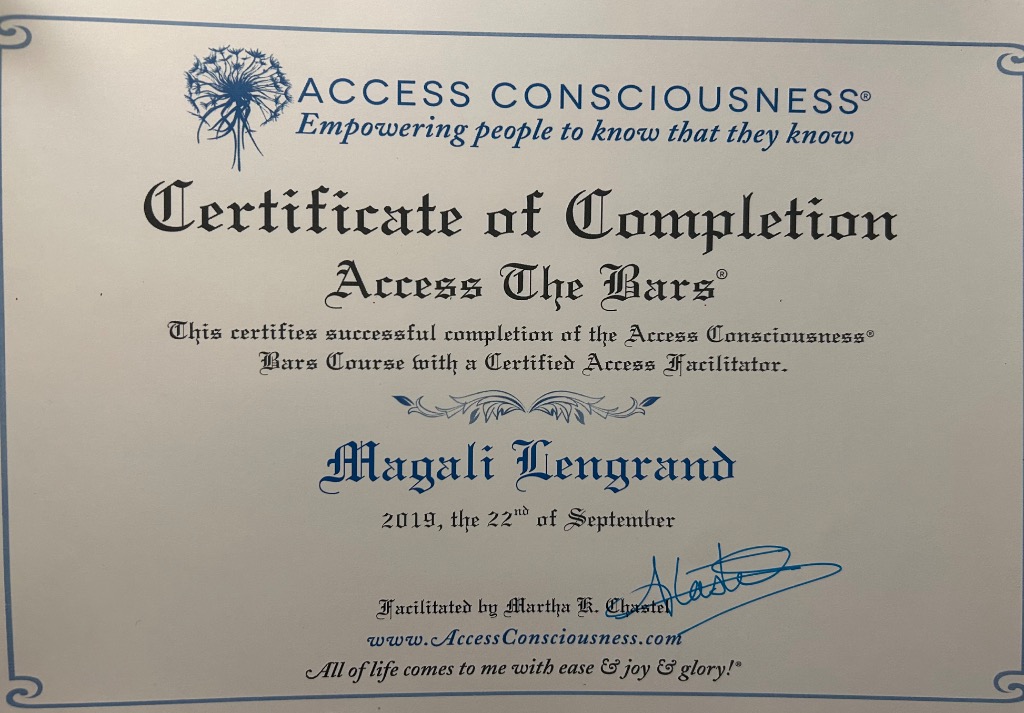 ACCESS CONSCIOUSNESS®
Empowering people to know that they know
Certificate of Completion
Access The Bars®
This certifies successful completion of the Access Consciousness®
Bars Course with a Certified Access Facilitator.
Magali Lengrand
2019, the 22nd of September
Facilitated by Martha K. Chastel
www.AccessConsciousness.com
All of life comes to me with ease & joy & glory!®